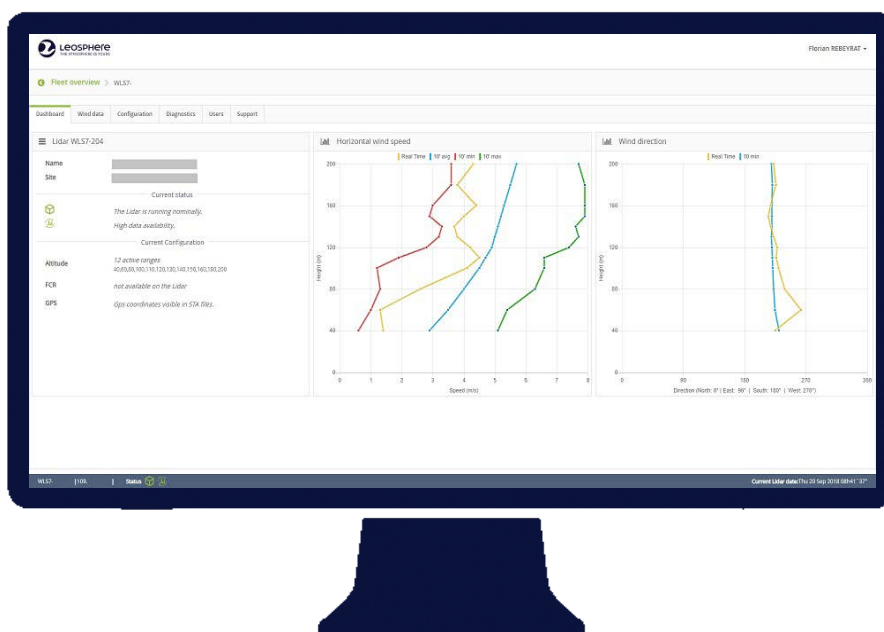 LEOSPHERE
THE ATMOSPHERE IS YOURS
Florian REBEYRAT
Fleet overview > WLS7-
Dashboard Wind data Configuration Diagnostics Users Support
Lidar WLS7-204
Name
Site
Current status
The Lidar is running nominally.
High data availability.
Current Configuration
Altitude
12 active ranges
40,60,80,100,110,120,130,140,150,160,180,200
FCR not available on the Lidar
GPS Gps coordinates visible in STA files.
Horizontal wind speed
Real Time 10' avg 10' min 10' max
200
160
120
80
40
0
Height (m)
0 1 2 3 4 5 6 7 8
Speed (m/s)
Wind direction
Real Time 10 min
200
160
120
80
40
0
Height (m)
0 90 180 270 360
Direction (North: 0° | East: 90° | South: 180° | West: 270°)
WLS7- |109. | Status
Current Lidar date:Thu 20 Sep 2018 08h41'37"